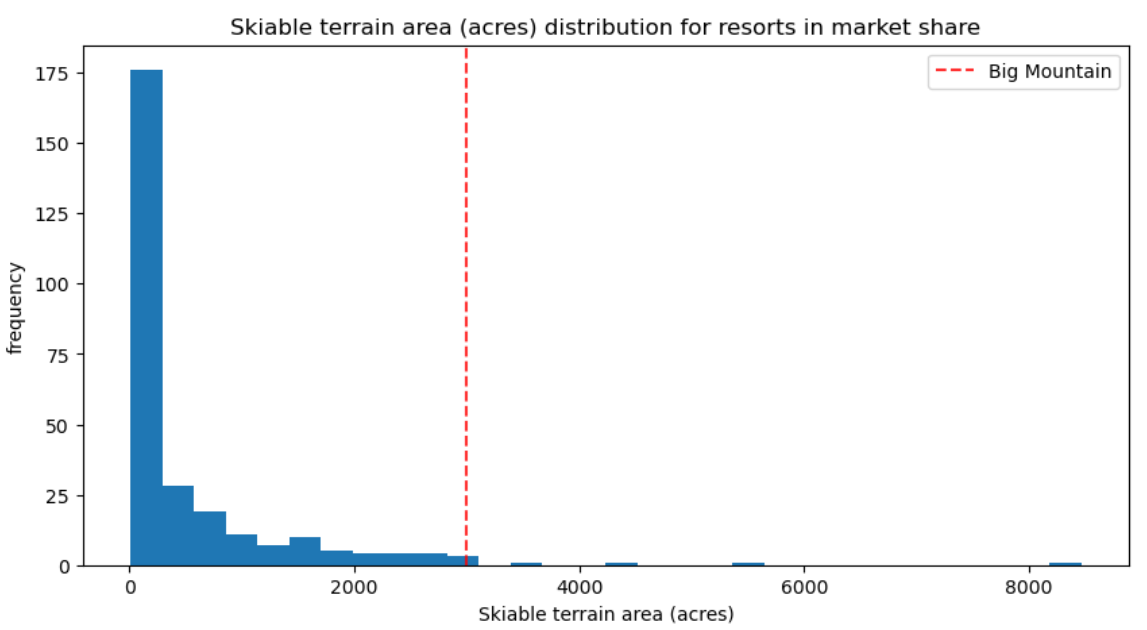 Skiable terrain area (acres) distribution for resorts in market share
Big Mountain
175
150
125
100
75
50
25
0
frequency
0 2000 4000 6000 8000
Skiable terrain area (acres)